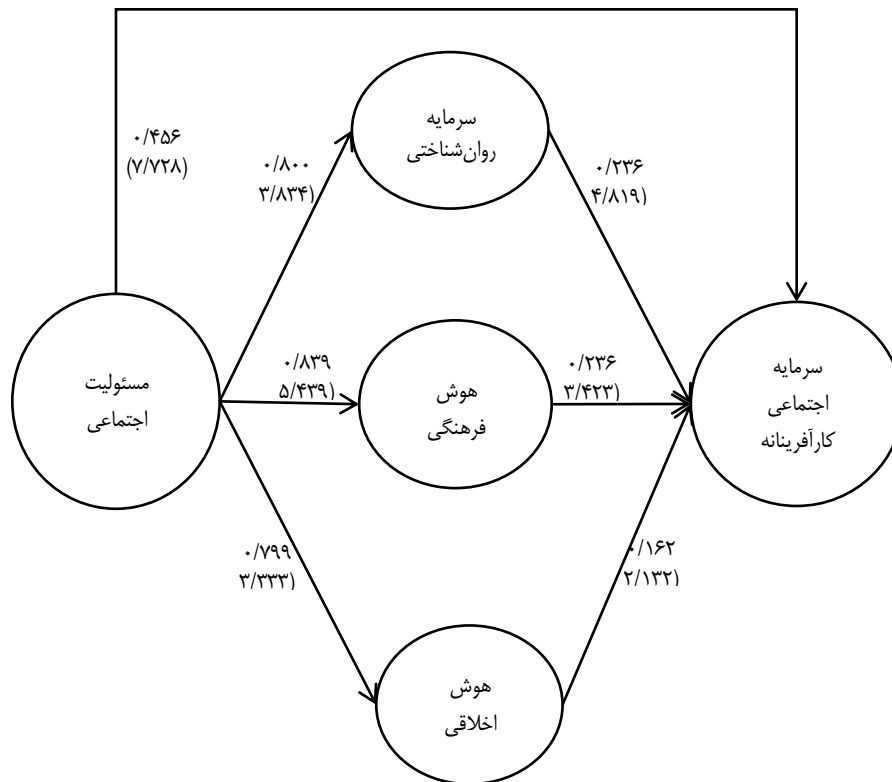 سرمایه
روان‌شناختی
۰/۴۵۶
(۷/۷۲۸)
۰/۸۰۰
۳/۸۳۴)
۰/۲۳۶
۴/۸۱۹)
مسئولیت
اجتماعی
۰/۸۳۹
۵/۴۳۹)
هوش
فرهنگی
۰/۲۳۶
۳/۴۲۳)
سرمایه
اجتماعی
کارآفرینانه
۰/۷۹۹
۳/۳۳۳)
۰/۱۶۲
۲/۱۳۲)
هوش
اخلاقی